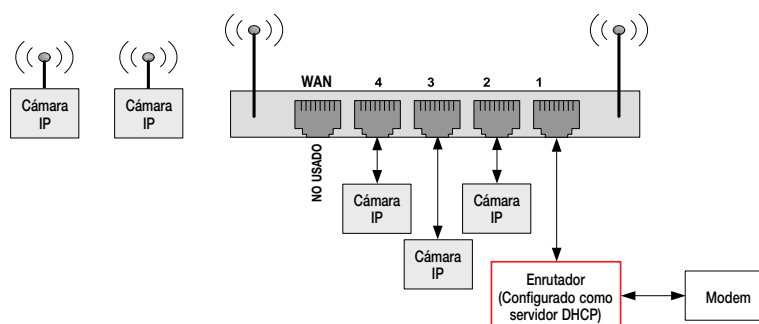 WAN 4 3 2 1
Cámara
IP
Cámara
IP
NO USADO
Cámara
IP
Cámara
IP
Cámara
IP
Enrutador
(Configurado como
servidor DHCP)
Modem